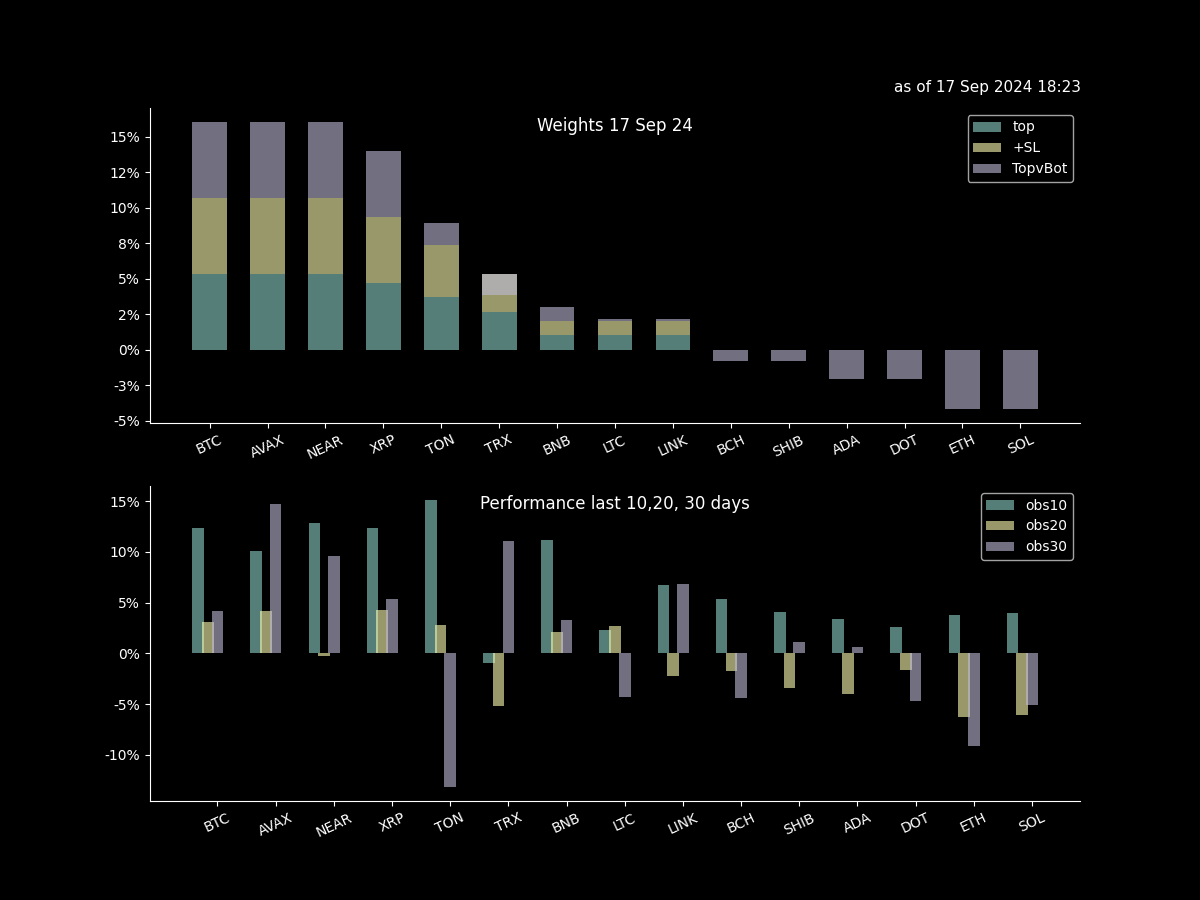 as of 17 Sep 2024 18:23
Weights 17 Sep 24
top
+SL
TopvBot
15%
12%
10%
8%
5%
2%
0%
-3%
-5%
BTC AVAX NEAR XRP TON TRX BNB LTC LINK BCH SHIB ADA DOT ETH SOL
Performance last 10,20, 30 days
obs10
obs20
obs30
15%
10%
5%
0%
-5%
-10%
BTC AVAX NEAR XRP TON TRX BNB LTC LINK BCH SHIB ADA DOT ETH SOL